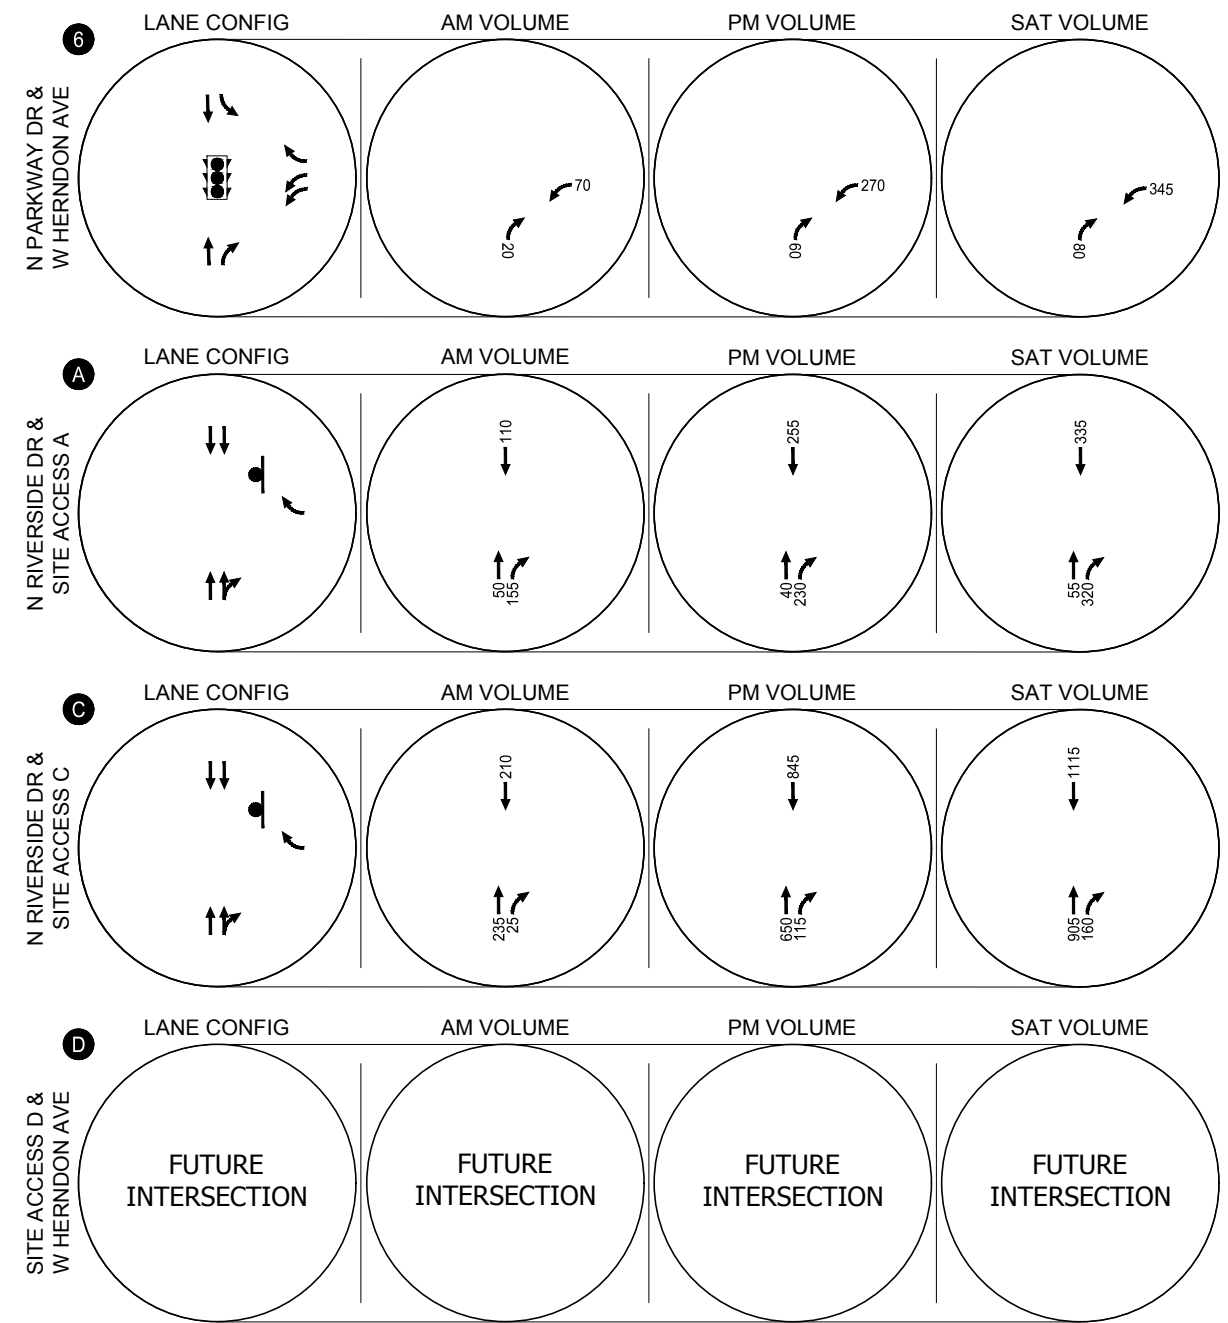 LANE CONFIG AM VOLUME PM VOLUME SAT VOLUME
6
N PARKWAY DR &
W HERNDON AVE
70
20
270
60
345
80
LANE CONFIG AM VOLUME PM VOLUME SAT VOLUME
A
N RIVERSIDE DR &
SITE ACCESS A
110
50
155
255
40
230
335
55
320
LANE CONFIG AM VOLUME PM VOLUME SAT VOLUME
C
N RIVERSIDE DR &
SITE ACCESS C
210
235
25
845
650
115
1115
905
160
LANE CONFIG AM VOLUME PM VOLUME SAT VOLUME
D
SITE ACCESS D &
W HERNDON AVE
FUTURE
INTERSECTION
FUTURE
INTERSECTION
FUTURE
INTERSECTION
FUTURE
INTERSECTION